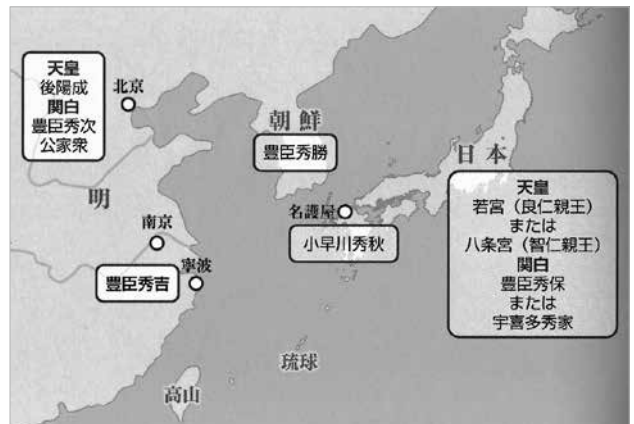 天皇
後陽成
関白
豊臣秀次
公家衆
北京
朝鮮
豊臣秀勝
日本
明
名護屋
小早川秀秋
南京
豊臣秀吉
寧波
天皇
若宮（良仁親王）
または
八条宮（智仁親王）
関白
豊臣秀保
または
宇喜多秀家
琉球
高山